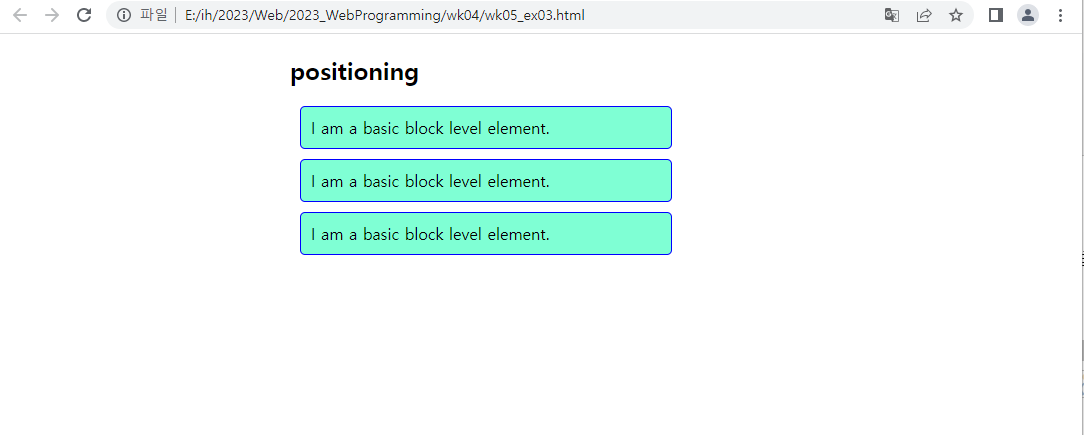 파일 E:/ih/2023/Web/2023_WebProgramming/wk04/wk05_ex03.html
positioning
I am a basic block level element.
I am a basic block level element.
I am a basic block level element.